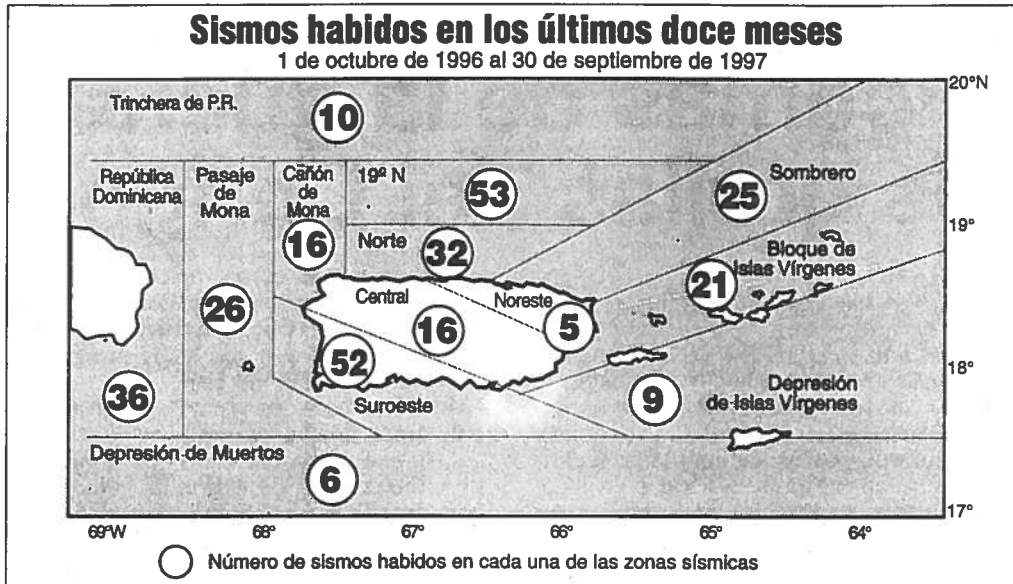 Sismos habidos en los últimos doce meses
1 de octubre de 1996 al 30 de septiembre de 1997
20°N
Trinchera de P.R.
10
República
Dominicana
Pasaje
de
Mona
Cañón
de
Mona
19º N
53
Sombrero
25
19°
16
Norte
32
Bloque de
Islas Vírgenes
21
Central
Noreste
26
16
5
52
18°
36
Suroeste
9
Depresión
de Islas Vírgenes
Depresión de Muertos
6
17°
69°W
68°
67°
66°
65°
64°
Número de sismos habidos en cada una de las zonas sísmicas